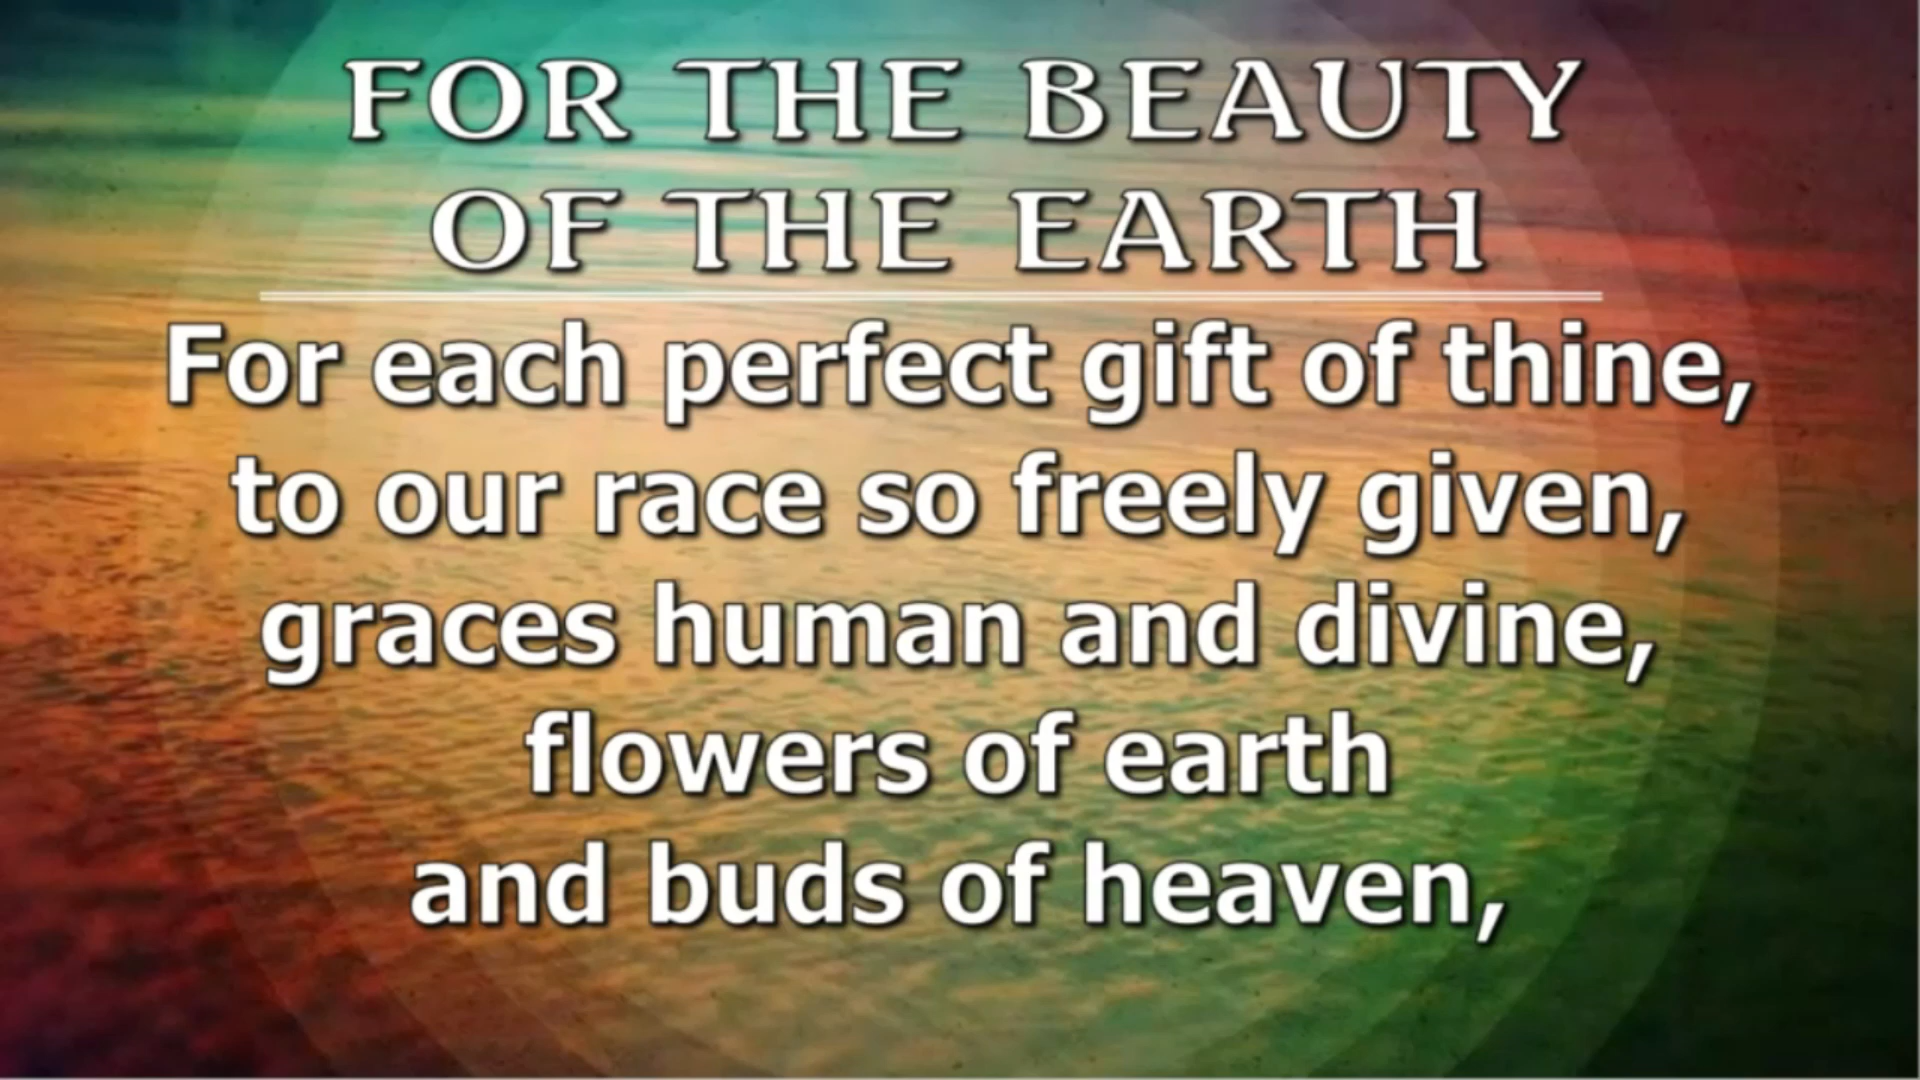 FOR THE BEAUTY
OF THE EARTH
For each perfect gift of thine,
to our race so freely given,
graces human and divine,
flowers of earth
and buds of heaven,